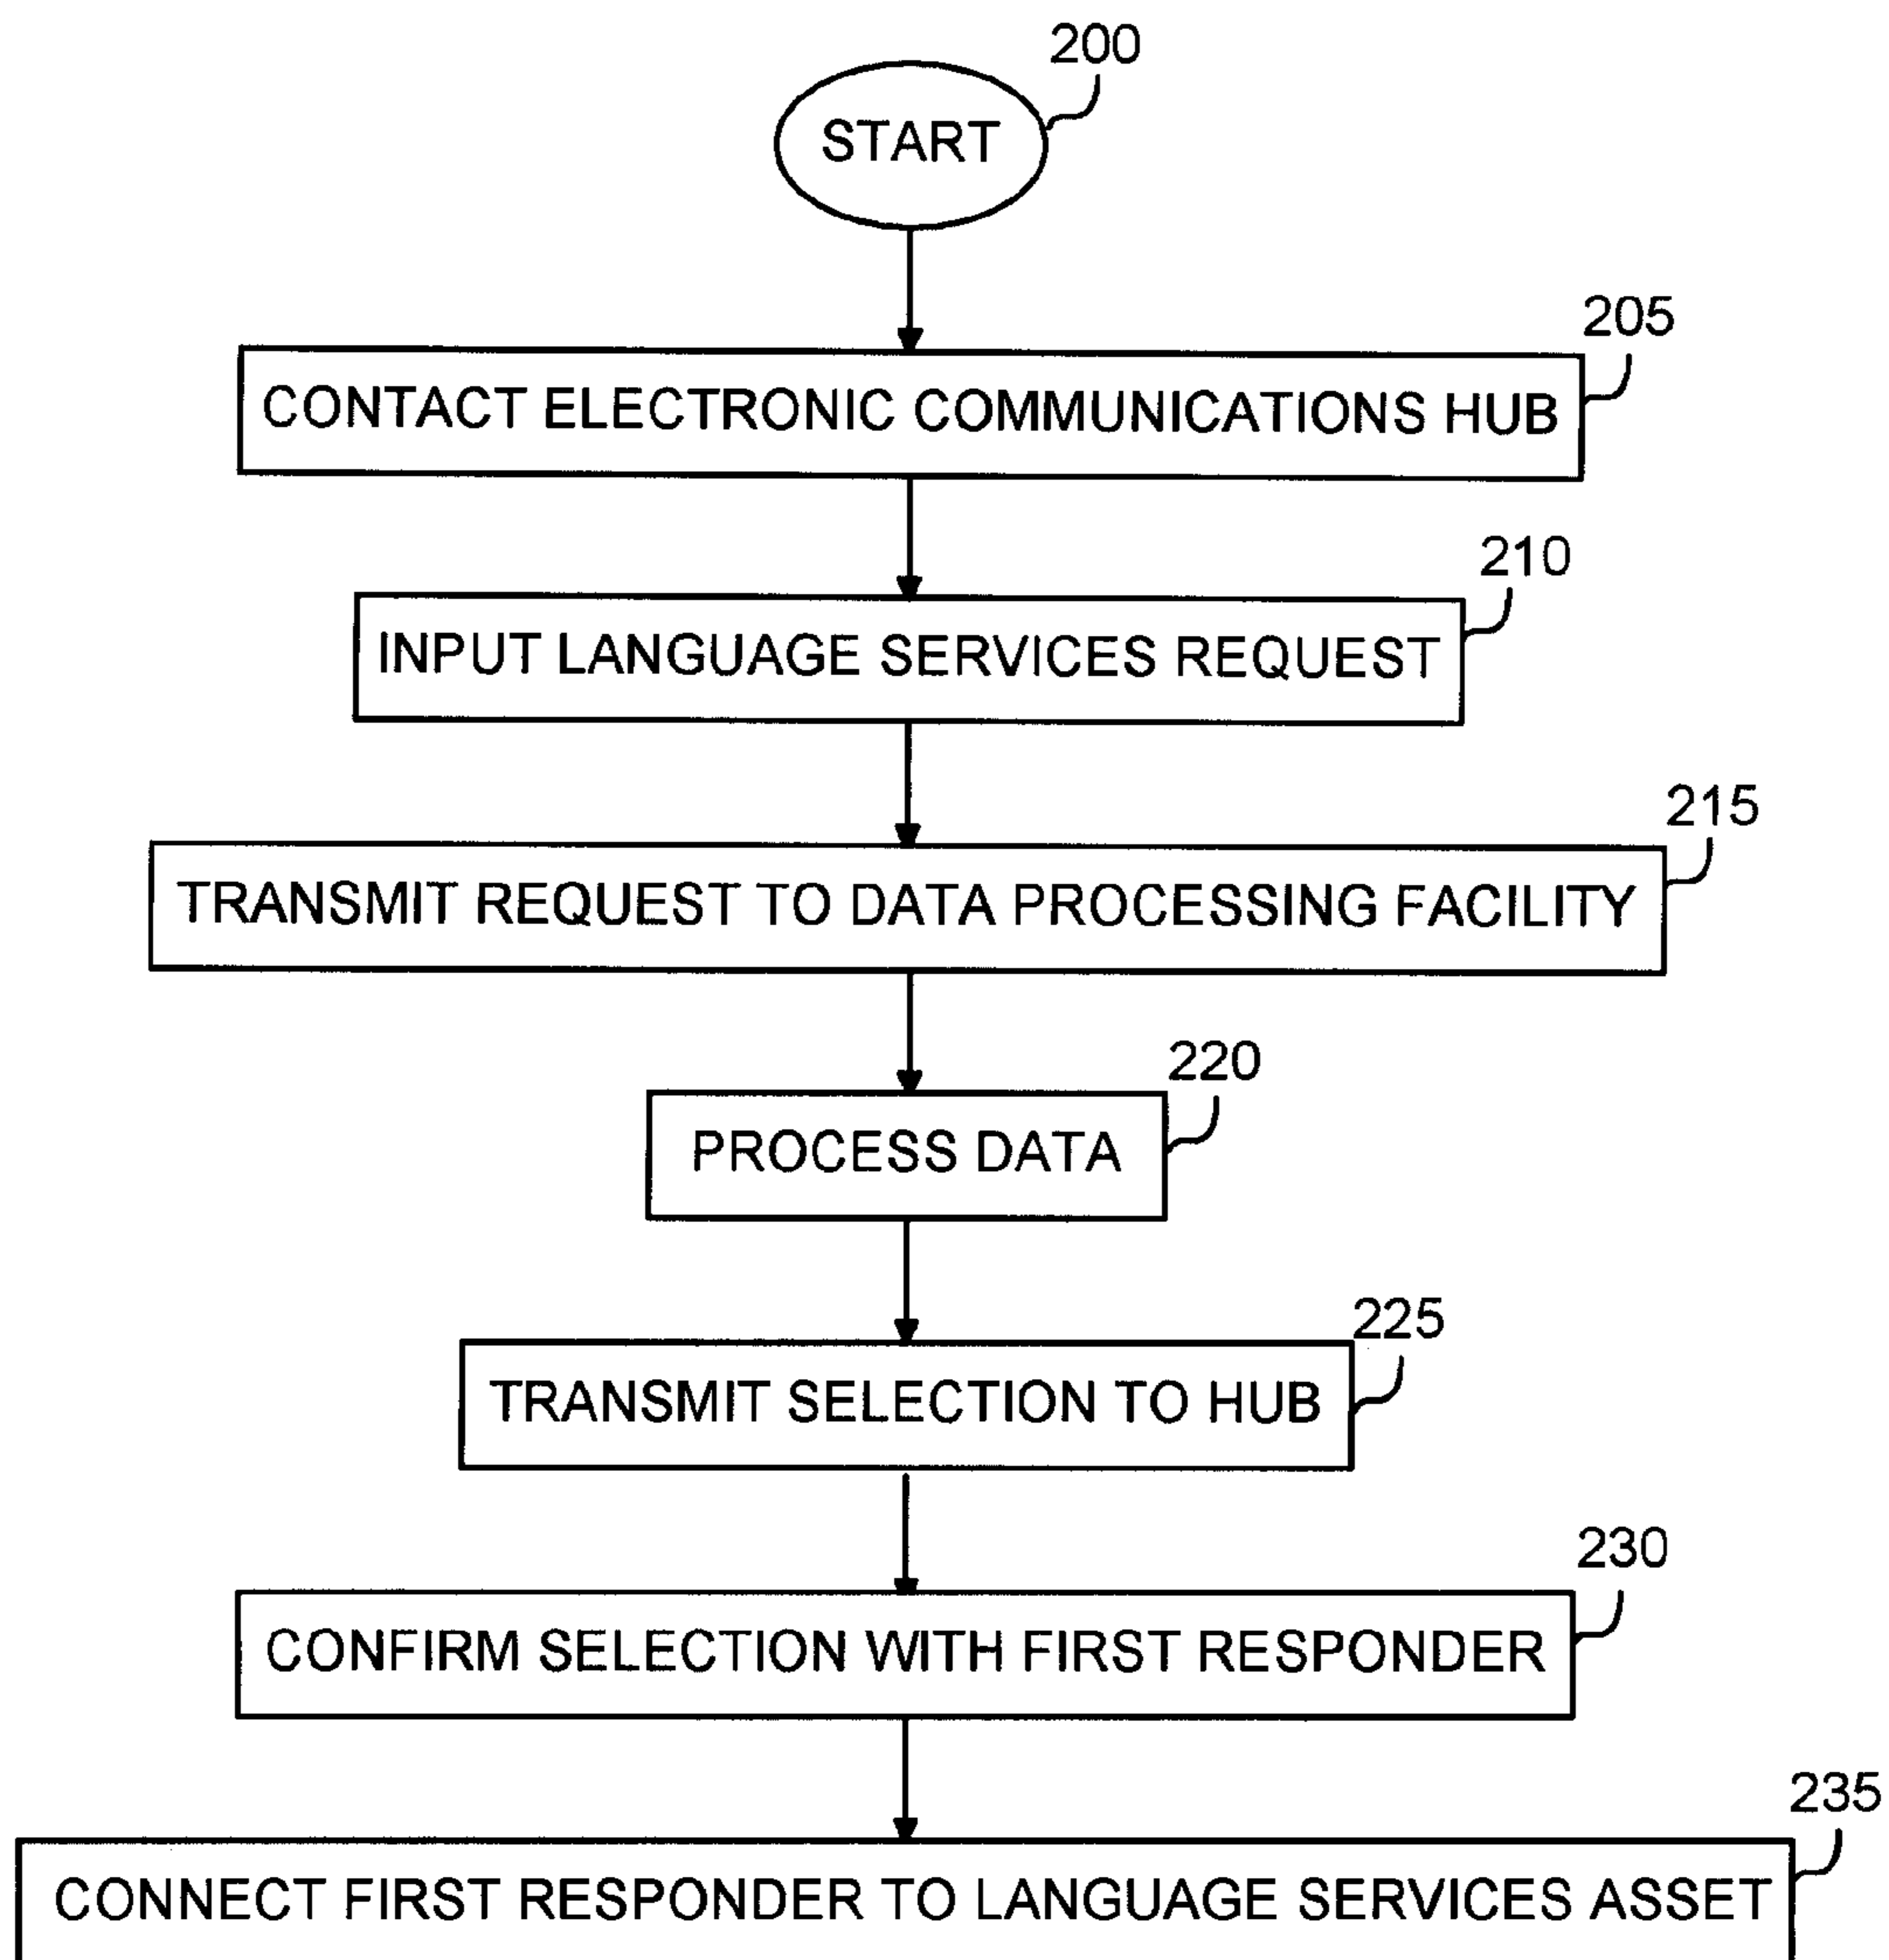 200
START
205
CONTACT ELECTRONIC COMMUNICATIONS HUB
210
INPUT LANGUAGE SERVICES REQUEST
215
TRANSMIT REQUEST TO DATA PROCESSING FACILITY
220
PROCESS DATA
225
TRANSMIT SELECTION TO HUB
230
CONFIRM SELECTION WITH FIRST RESPONDER
235
CONNECT FIRST RESPONDER TO LANGUAGE SERVICES ASSET